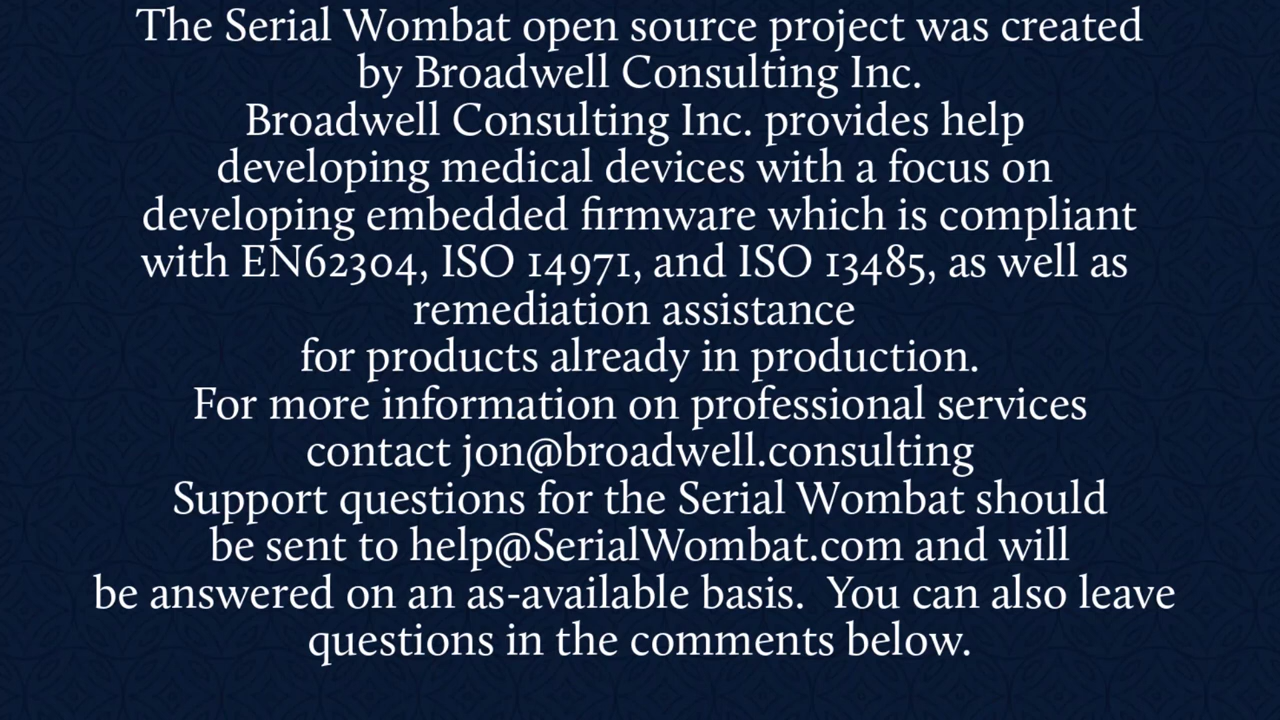 The Serial Wombat open source project was created
by Broadwell Consulting Inc.
Broadwell Consulting Inc. provides help
developing medical devices with a focus on
developing embedded firmware which is compliant
with EN62304, ISO 14971, and ISO 13485, as well as
remediation assistance
for products already in production.
For more information on professional services
contact jon@broadwell.consulting
Support questions for the Serial Wombat should
be sent to help@SerialWombat.com and will
be answered on an as-available basis.  You can also leave
questions in the comments below.